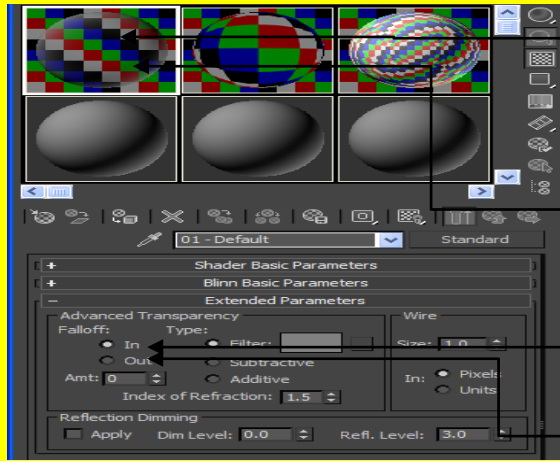 01 - Default
Standard
+ Shader Basic Parameters
+ Blinn Basic Parameters
- Extended Parameters
Advanced Transparency
Wire
Falloff: Type:
In Filter: Size: 1.0
Out Subtractive In: Pixels
Amt: 0 Additive Units
Index of Refraction: 1.5
Reflection Dimming
Apply Dim Level: 0.0 Refl. Level: 3.0